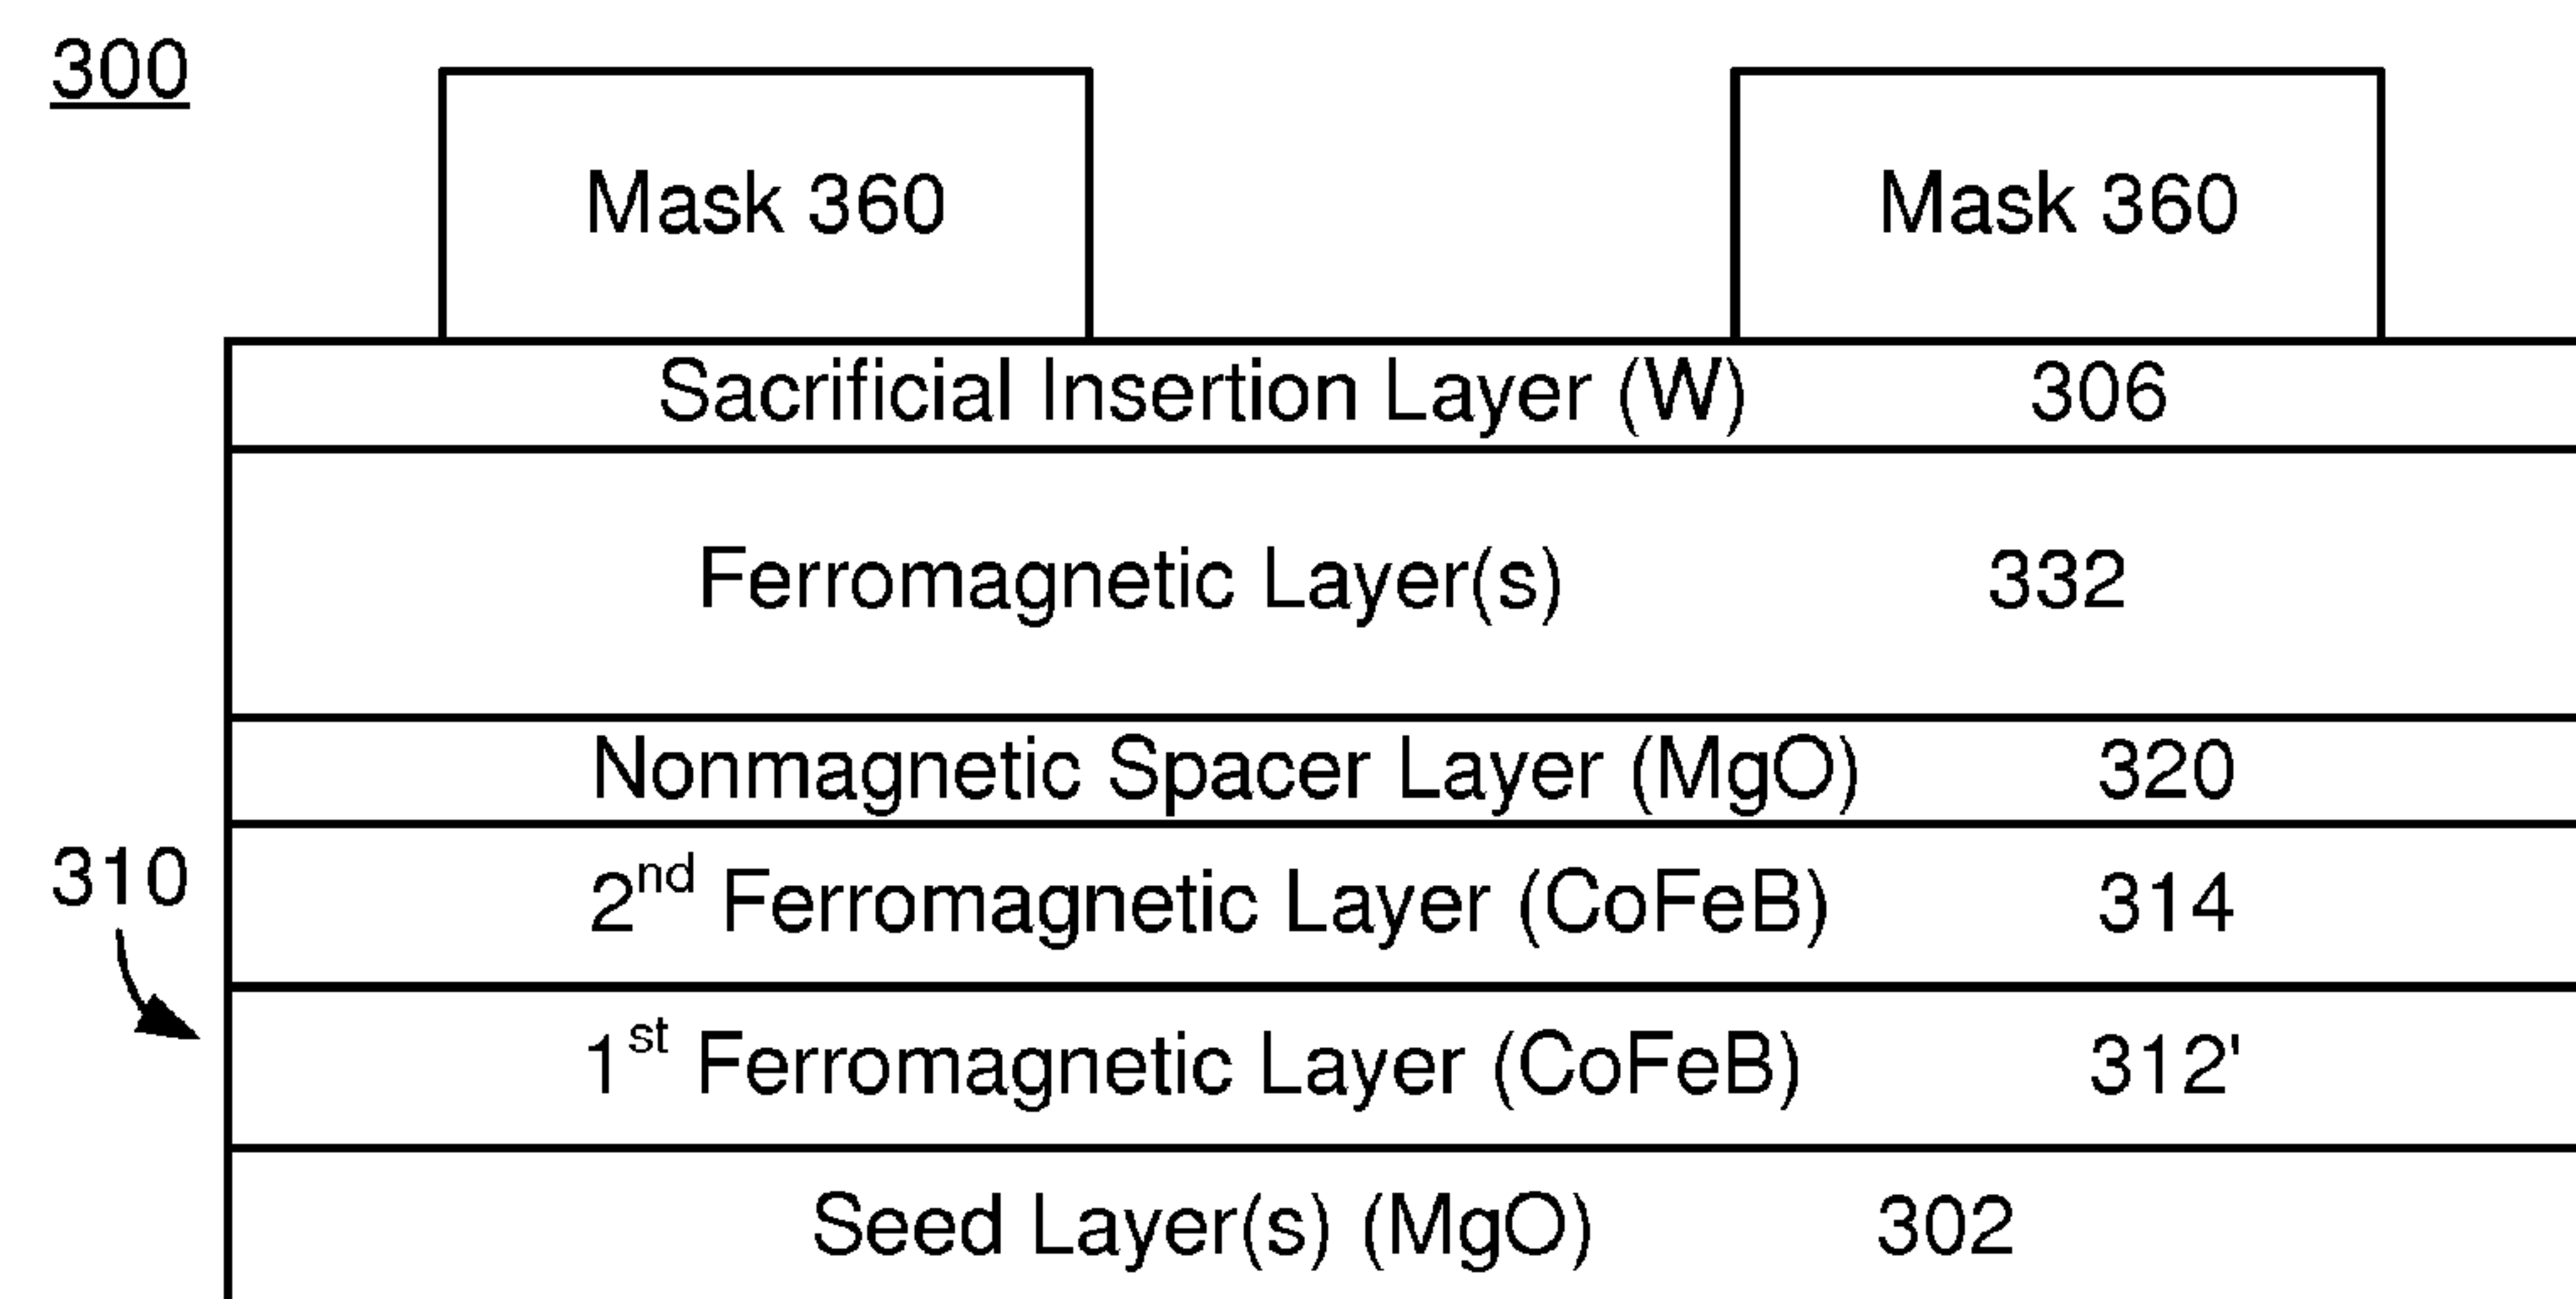 300
Mask 360 Mask 360
Sacrificial Insertion Layer (W) 306
Ferromagnetic Layer(s) 332
Nonmagnetic Spacer Layer (MgO) 320
310
2nd Ferromagnetic Layer (CoFeB) 314
1st Ferromagnetic Layer (CoFeB) 312'
Seed Layer(s) (MgO) 302